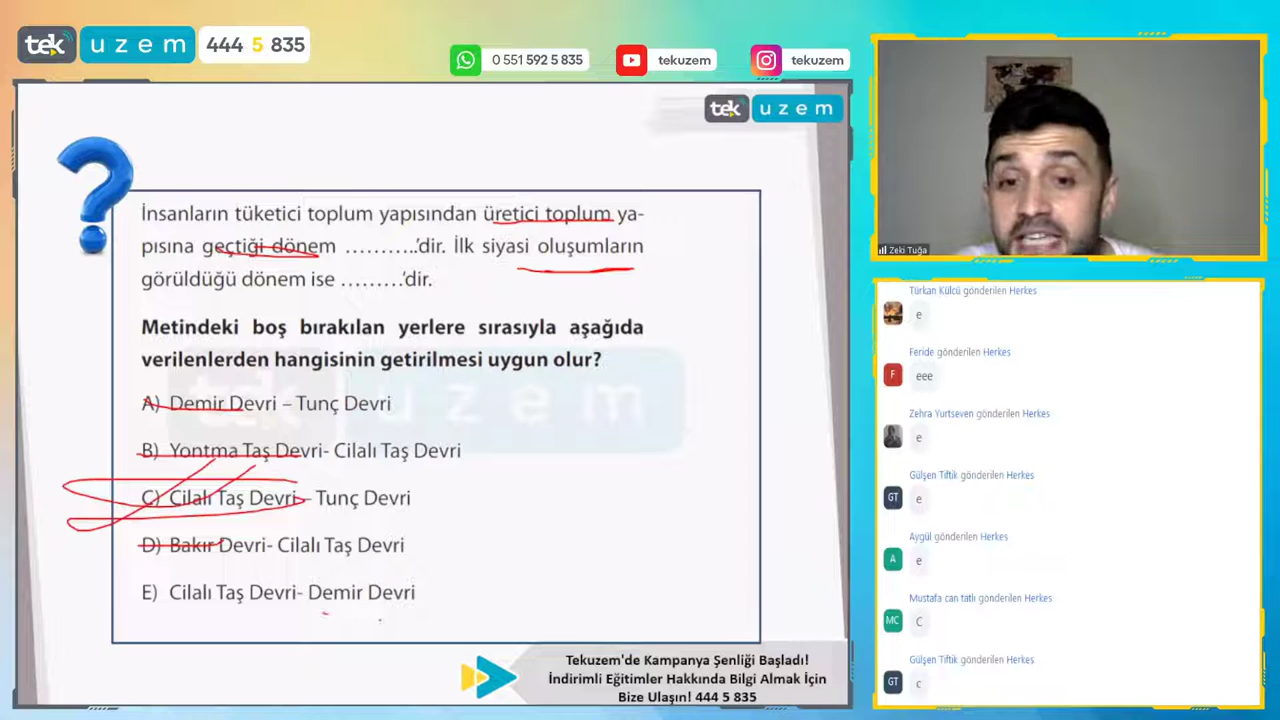 tek uzem 444 5 835
0 551 592 5 835
tekuzem
tekuzem
tek uzem
İnsanların tüketici toplum yapısından üretici toplum ya-
pısına geçtiği dönem ………..’dir. İlk siyasi oluşumların
görüldüğü dönem ise ………’dir.
Metindeki boş bırakılan yerlere sırasıyla aşağıda
verilenlerden hangisinin getirilmesi uygun olur?
A) Demir Devri – Tunç Devri
B) Yontma Taş Devri- Cilalı Taş Devri
C) Cilalı Taş Devri – Tunç Devri
D) Bakır Devri- Cilalı Taş Devri
E) Cilalı Taş Devri- Demir Devri
tek uzem
Tekuzem'de Kampanya Şenliği Başladı!
İndirimli Eğitimler Hakkında Bilgi Almak İçin
Bize Ulaşın! 444 5 835
Zeki Tuğa
Türkan Külcü gönderilen Herkes
e
Feride gönderilen Herkes
F
eee
Zehra Yurtseven gönderilen Herkes
e
Gülşen Tiftik gönderilen Herkes
GT
e
Aygül gönderilen Herkes
A
e
Mustafa can tatlı gönderilen Herkes
MC
C
Gülşen Tiftik gönderilen Herkes
GT
c